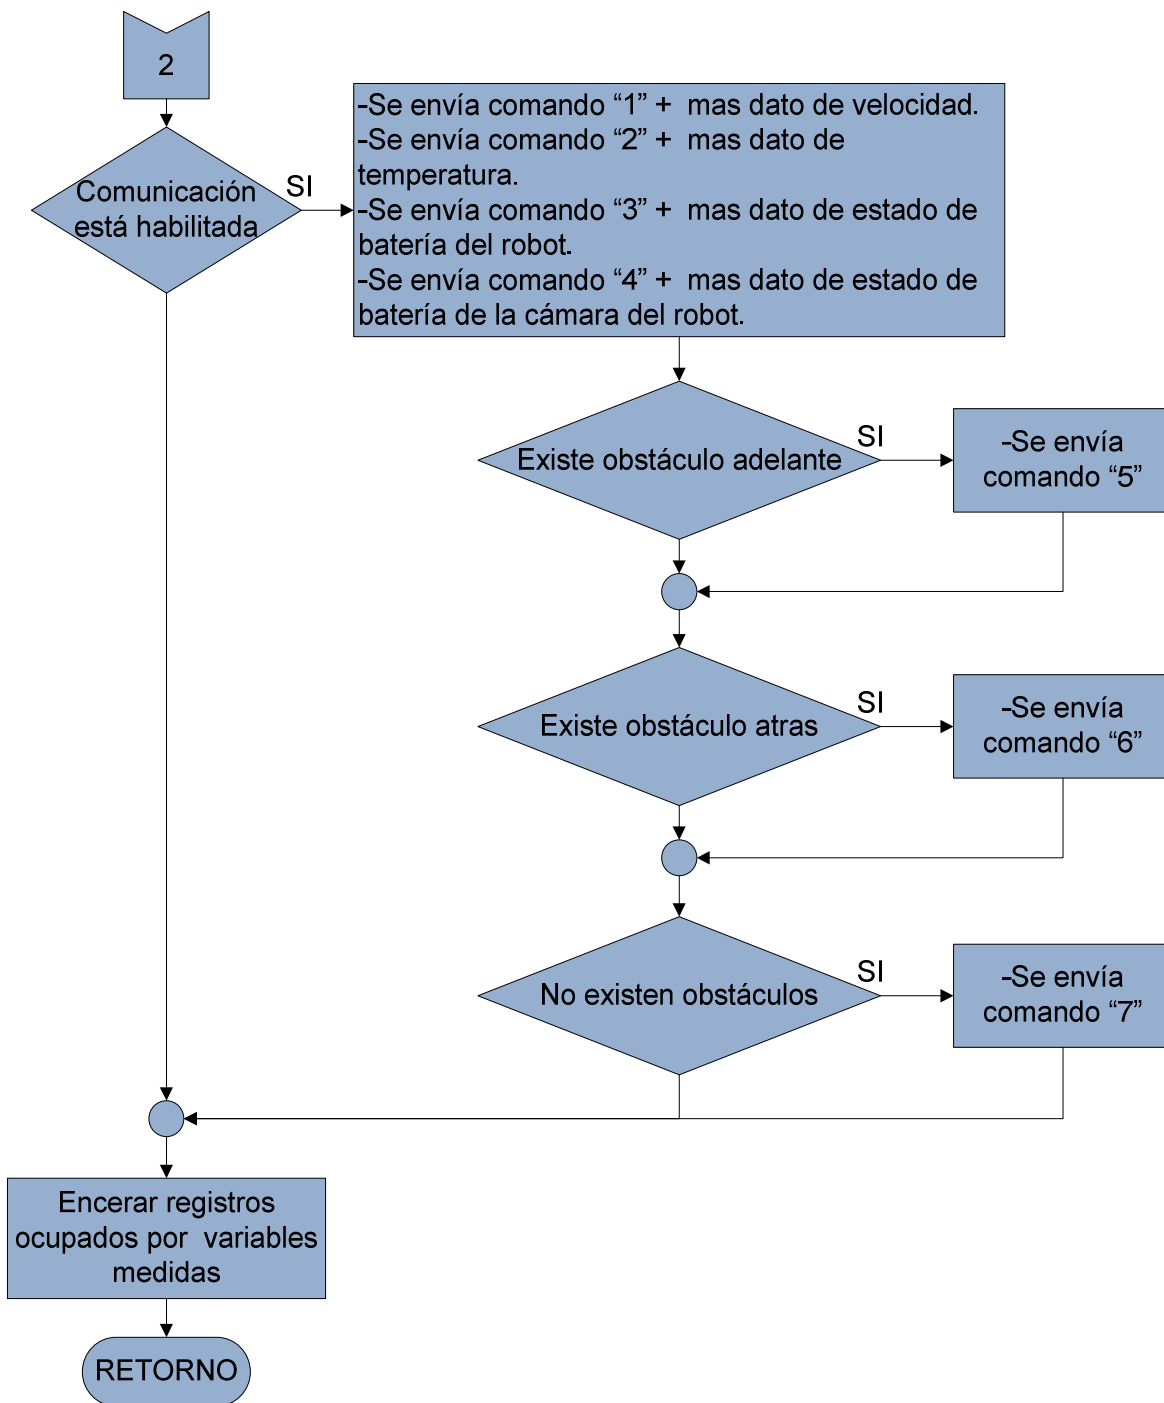 2
Comunicación
está habilitada
SI
-Se envía comando “1” +  mas dato de velocidad.
-Se envía comando “2” +  mas dato de
temperatura.
-Se envía comando “3” +  mas dato de estado de
batería del robot.
-Se envía comando “4” +  mas dato de estado de
batería de la cámara del robot.
Existe obstáculo adelante
SI
-Se envía
comando “5”
Existe obstáculo atras
SI
-Se envía
comando “6”
No existen obstáculos
SI
-Se envía
comando “7”
Encerar registros
ocupados por  variables
medidas
RETORNO